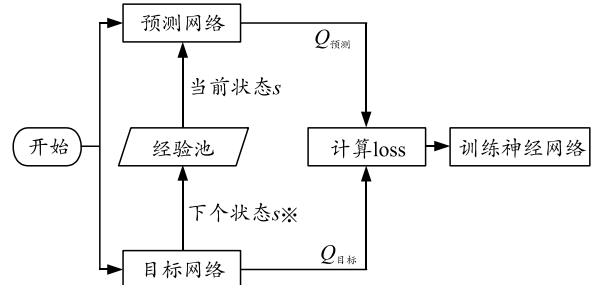 预测网络
Q预测
当前状态s
开始
经验池
计算loss
训练神经网络
下个状态s※
Q目标
目标网络